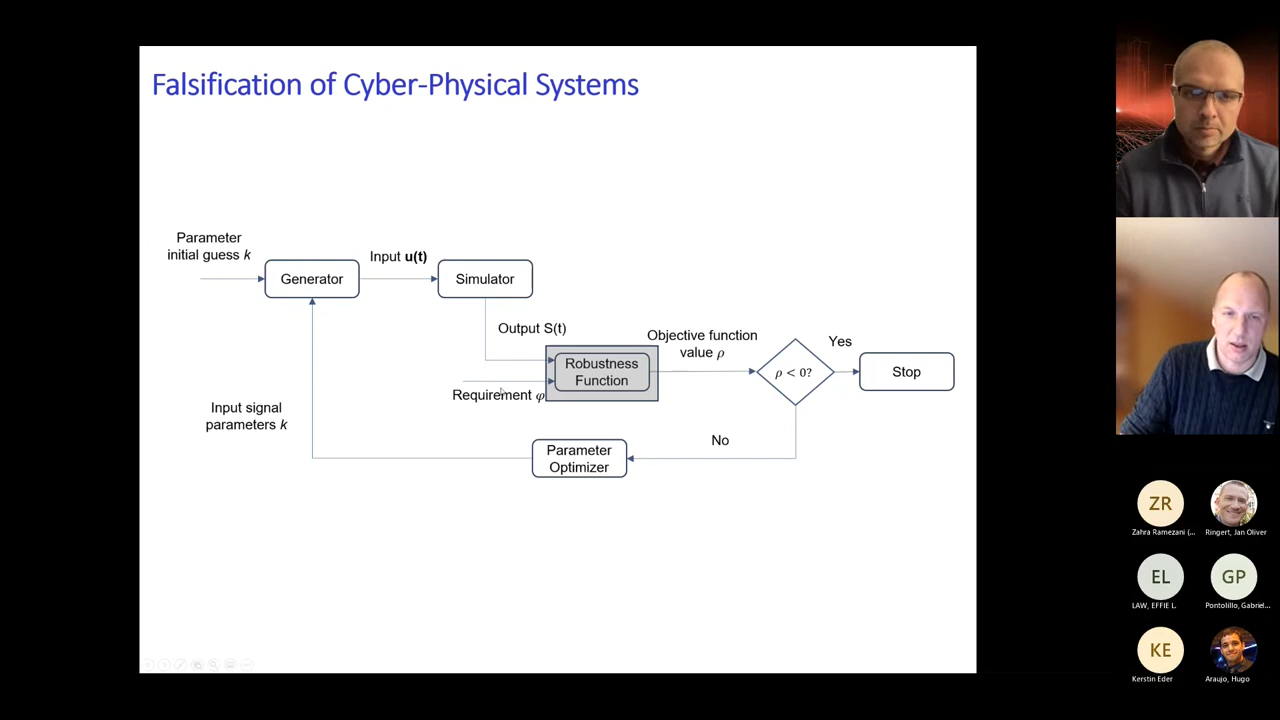 Falsification of Cyber-Physical Systems
Parameter
initial guess k
Generator
Input u(t)
Simulator
Output S(t)
Robustness
Function
Requirement φ
Objective function
value ρ
ρ < 0?
Yes
Stop
No
Parameter
Optimizer
Input signal
parameters k
ZR
Zahra Ramezani (...
Ringert, Jan Oliver
EL
LAW, EFFIE L.
GP
Pontolillo, Gabriel...
KE
Kerstin Eder
Araujo, Hugo